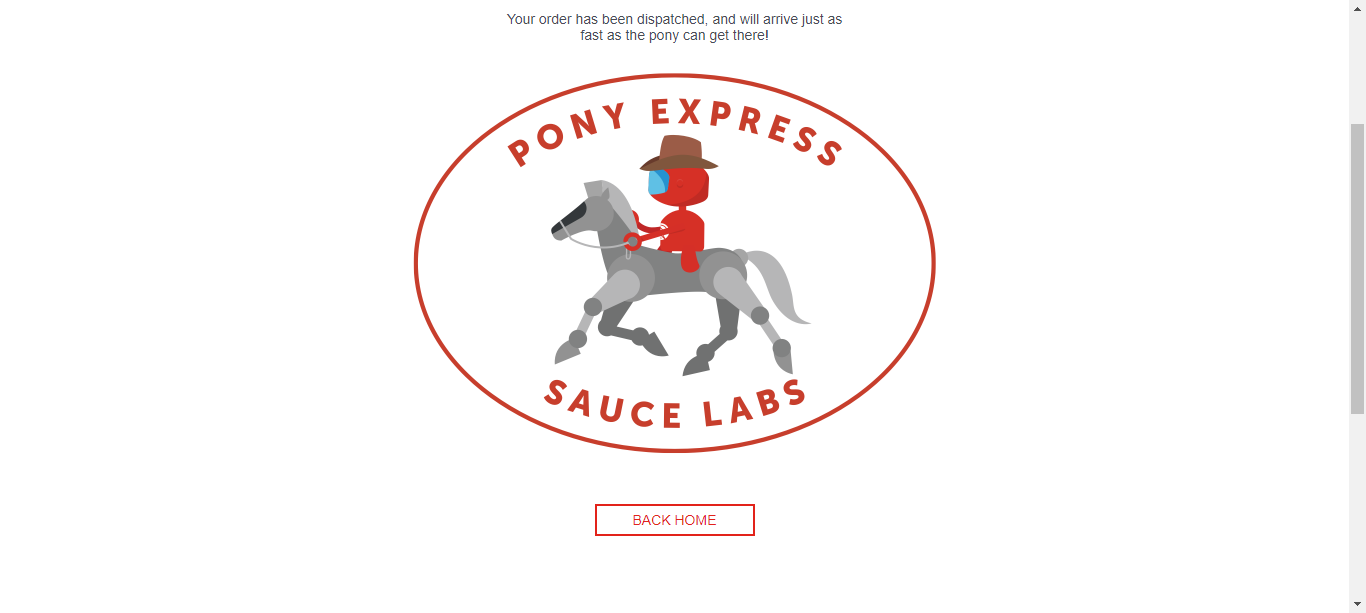 Your order has been dispatched, and will arrive just as
fast as the pony can get there!
PONY EXPRESS
SAUCE LABS
BACK HOME